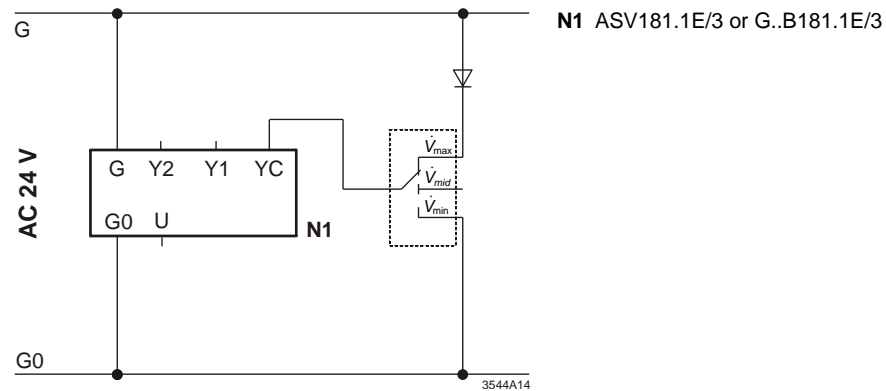 G
N1 ASV181.1E/3 or G..B181.1E/3
AC 24 V
G Y2 Y1 YC
G0 U
N1
V̇max
V̇mid
V̇min
G0
3544A14